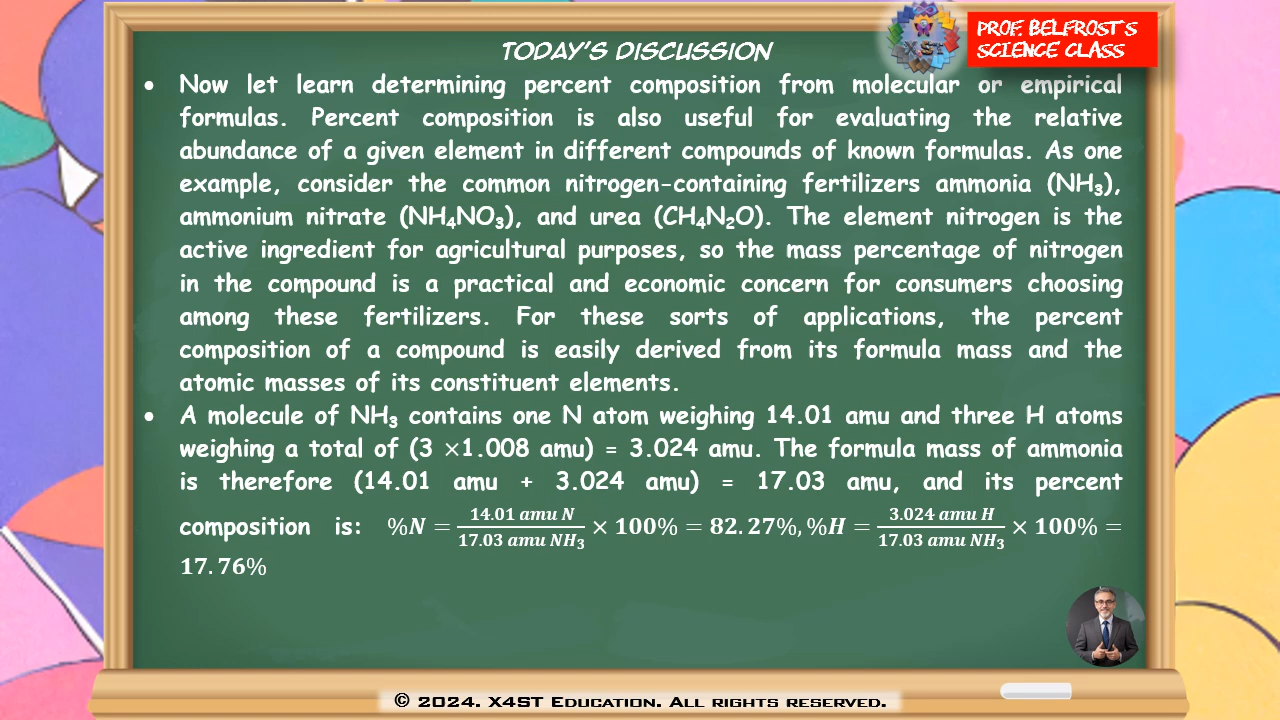 TODAY'S DISCUSSION
X4ST
PROF. BELFROST'S
SCIENCE CLASS
• Now let learn determining percent composition from molecular or empirical
formulas. Percent composition is also useful for evaluating the relative
abundance of a given element in different compounds of known formulas. As one
example, consider the common nitrogen-containing fertilizers ammonia (NH₃),
ammonium nitrate (NH₄NO₃), and urea (CH₄N₂O). The element nitrogen is the
active ingredient for agricultural purposes, so the mass percentage of nitrogen
in the compound is a practical and economic concern for consumers choosing
among these fertilizers. For these sorts of applications, the percent
composition of a compound is easily derived from its formula mass and the
atomic masses of its constituent elements.
• A molecule of NH₃ contains one N atom weighing 14.01 amu and three H atoms
weighing a total of (3 ×1.008 amu) = 3.024 amu. The formula mass of ammonia
is therefore (14.01 amu + 3.024 amu) = 17.03 amu, and its percent
composition is: %N = 14.01 amu N / 17.03 amu NH₃ × 100% = 82.27%, %H = 3.024 amu H / 17.03 amu NH₃ × 100% =
17.76%
© 2024. X4ST Education. All rights reserved.